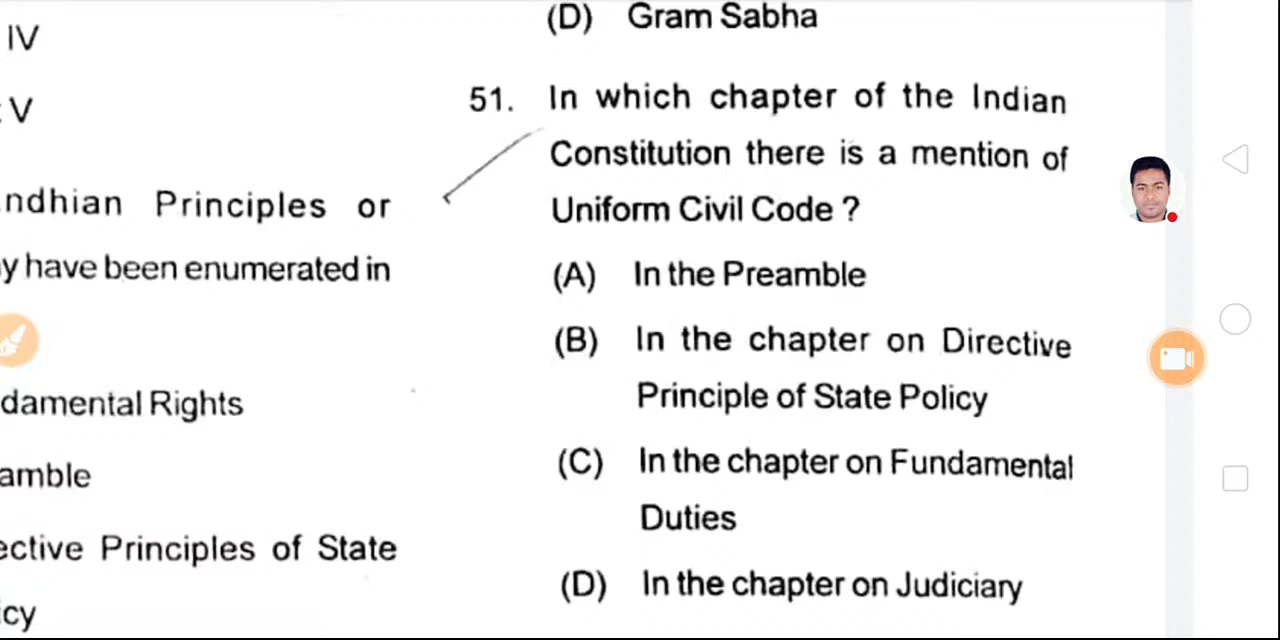 IV
V
ndhian Principles or
y have been enumerated in
damental Rights
amble
ective Principles of State
icy
(D) Gram Sabha
51. In which chapter of the Indian
Constitution there is a mention of
Uniform Civil Code ?
(A) In the Preamble
(B) In the chapter on Directive
Principle of State Policy
(C) In the chapter on Fundamental
Duties
(D) In the chapter on Judiciary